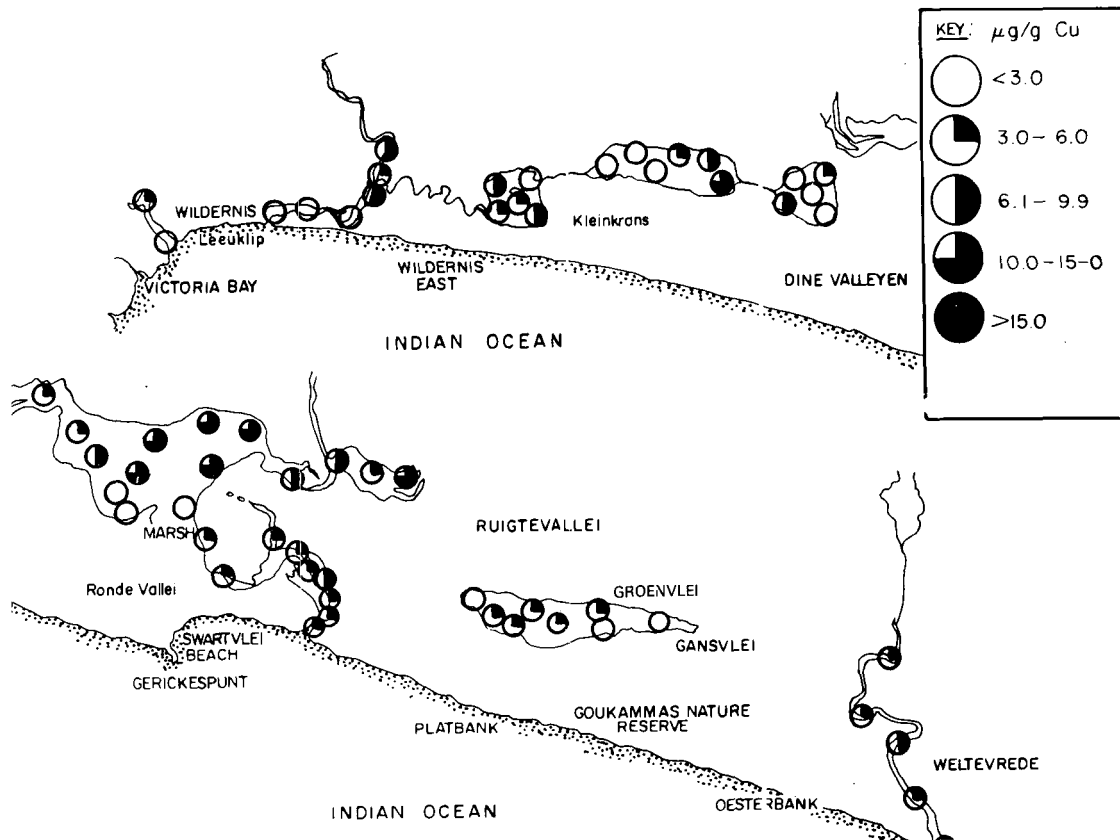 KEY: µg/g Cu
<3.0
3.0 - 6.0
6.1 - 9.9
10.0-15-0
>15.0
WILDERNIS
Leeuklip
VICTORIA BAY
WILDERNIS
EAST
Kleinkrans
DINE VALLEYEN
INDIAN OCEAN
MARSH
Ronde Vallei
SWARTVLEI
BEACH
GERICKESPUNT
RUIGTEVALLEI
GROENVLEI
GANSVLEI
PLATBANK
GOUKAMMAS NATURE
RESERVE
OESTERBANK
WELTEVREDE
INDIAN OCEAN